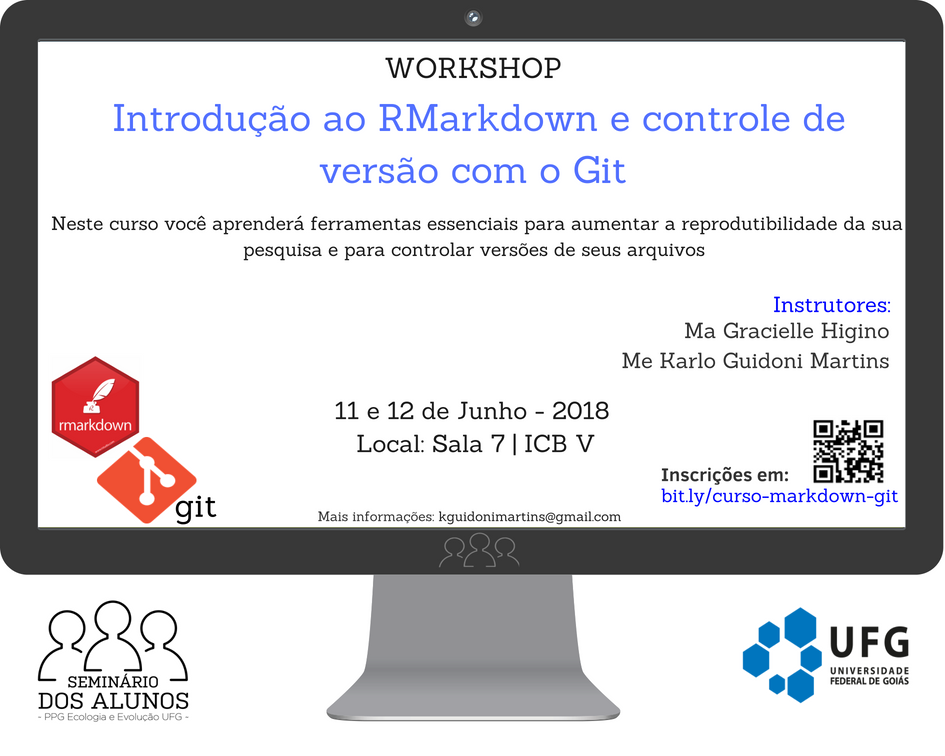 WORKSHOP
Introdução ao RMarkdown e controle de
versão com o Git
Neste curso você aprenderá ferramentas essenciais para aumentar a reprodutibilidade da sua
pesquisa e para controlar versões de seus arquivos
Instrutores:
Ma Gracielle Higino
Me Karlo Guidoni Martins
rmarkdown
git
11 e 12 de Junho - 2018
Local: Sala 7 | ICB V
Inscrições em:
bit.ly/curso-markdown-git
Mais informações: kguidonimartins@gmail.com
SEMINÁRIO
DOS ALUNOS
- PPG Ecologia e Evolução UFG -
UFG
UNIVERSIDADE
FEDERAL DE GOIÁS